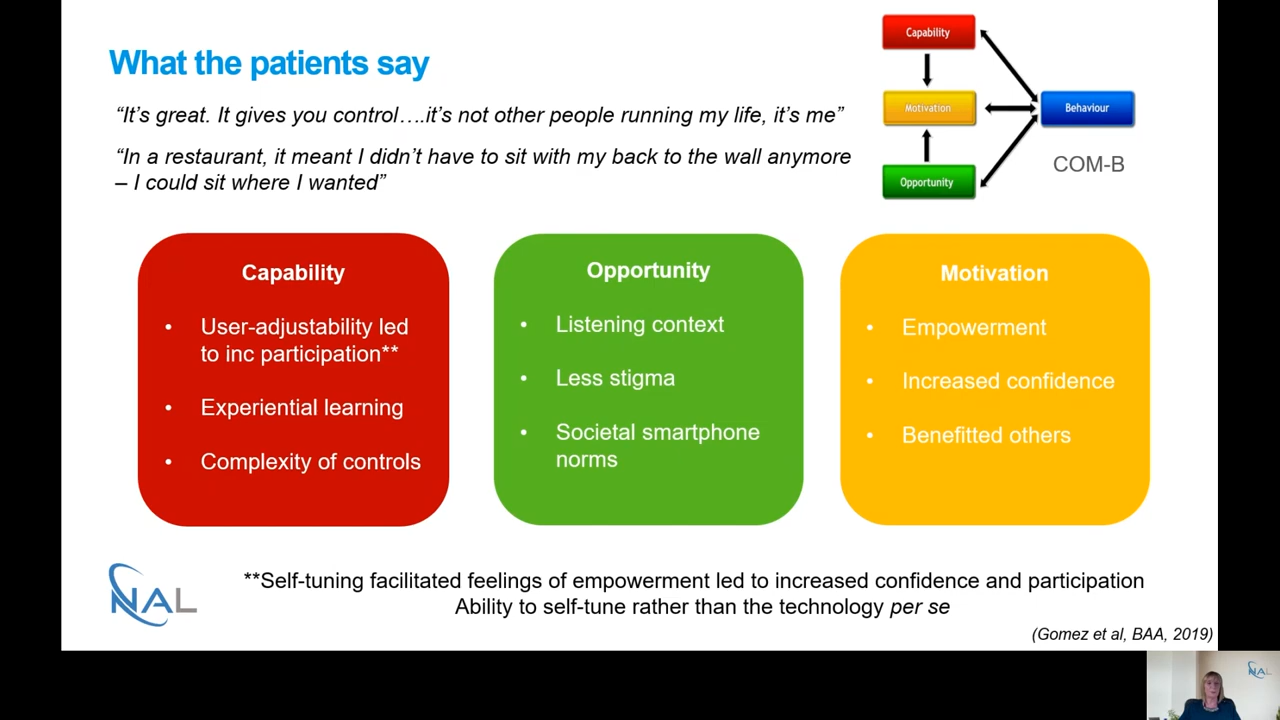 What the patients say
“It’s great. It gives you control….it’s not other people running my life, it’s me”
“In a restaurant, it meant I didn’t have to sit with my back to the wall anymore
– I could sit where I wanted”
Capability
Motivation
Opportunity
Behaviour
COM-B
Capability
• User-adjustability led
to inc participation**
• Experiential learning
• Complexity of controls
Opportunity
• Listening context
• Less stigma
• Societal smartphone
norms
Motivation
• Empowerment
• Increased confidence
• Benefitted others
NAL
**Self-tuning facilitated feelings of empowerment led to increased confidence and participation
Ability to self-tune rather than the technology per se
(Gomez et al, BAA, 2019)
NAL